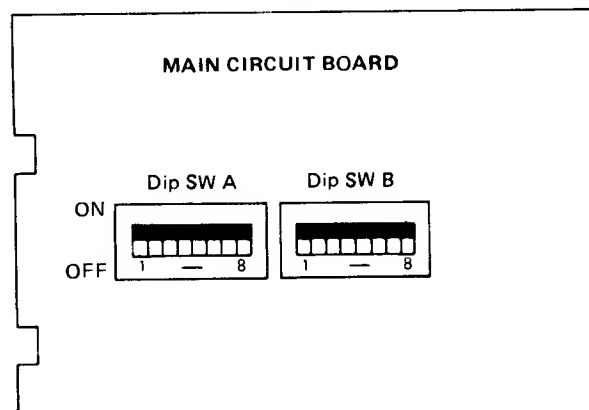 MAIN CIRCUIT BOARD
Dip SW A Dip SW B
ON
OFF
1 — 8 1 — 8